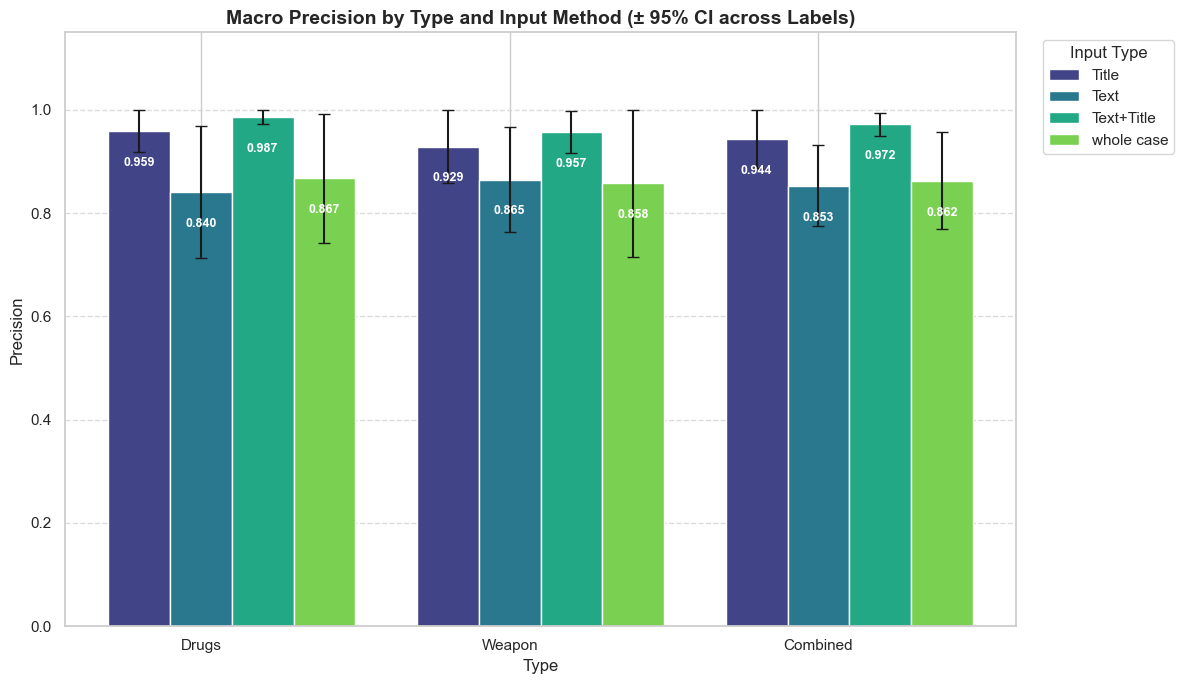 Macro Precision by Type and Input Method (± 95% CI across Labels)
Input Type
Title
Text
Text+Title
whole case
Precision
1.0
0.8
0.6
0.4
0.2
0.0
0.959
0.840
0.987
0.867
0.929
0.865
0.957
0.858
0.944
0.853
0.972
0.862
Drugs
Weapon
Combined
Type